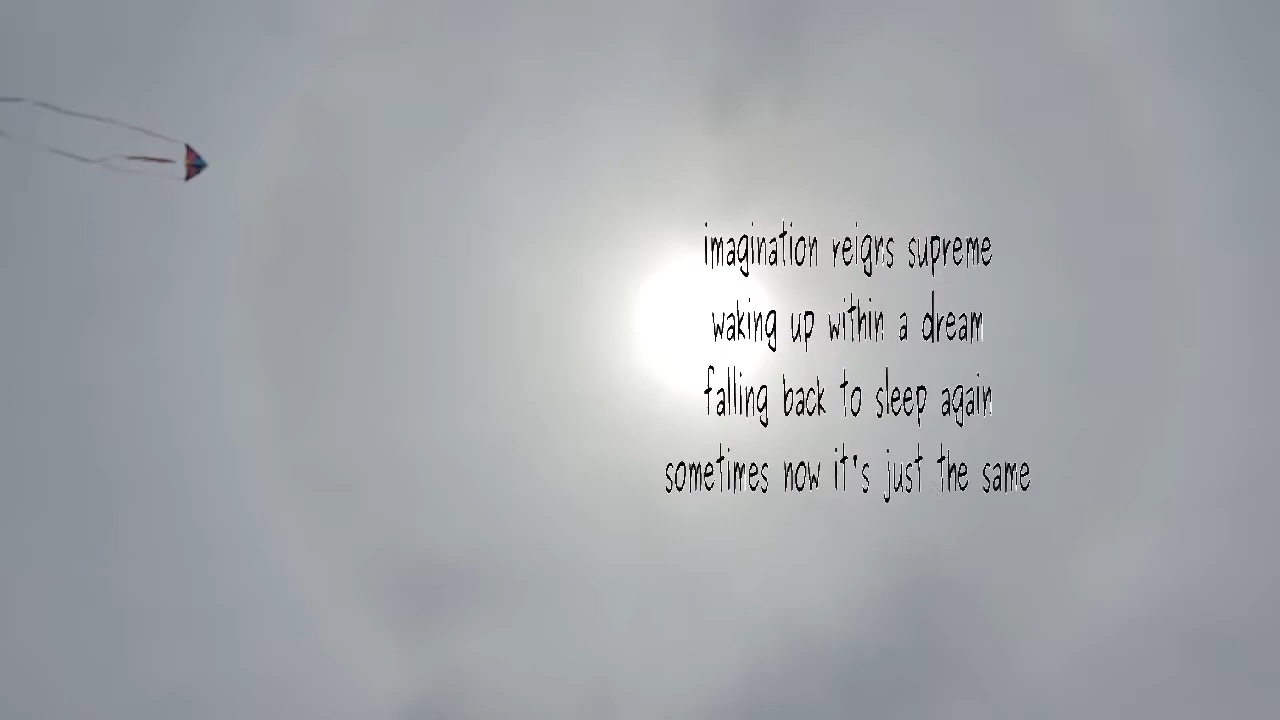 imagination reigns supreme
waking up within a dream
falling back to sleep again
sometimes now it's just the same